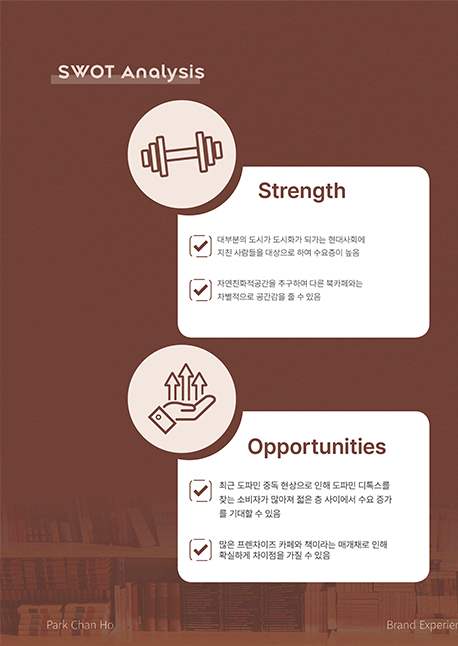 SWOT Analysis
Strength
대부분의 도시가 도시화가 되가는 현대사회에
지친 사람들을 대상으로 하여 수요층이 높음
자연친화적공간을 추구하여 다른 북카페와는
차별적으로 공간감을 줄 수 있음
Opportunities
최근 도파민 중독 현상으로 인해 도파민 디톡스를
찾는 소비자가 많아져 젊은 층 사이에서 수요 증가
를 기대할 수 있음
많은 프렌차이즈 카페와 책이라는 매개채로 인해
확실하게 차이점을 가질 수 있음
Park Chan Ho
Brand Experien